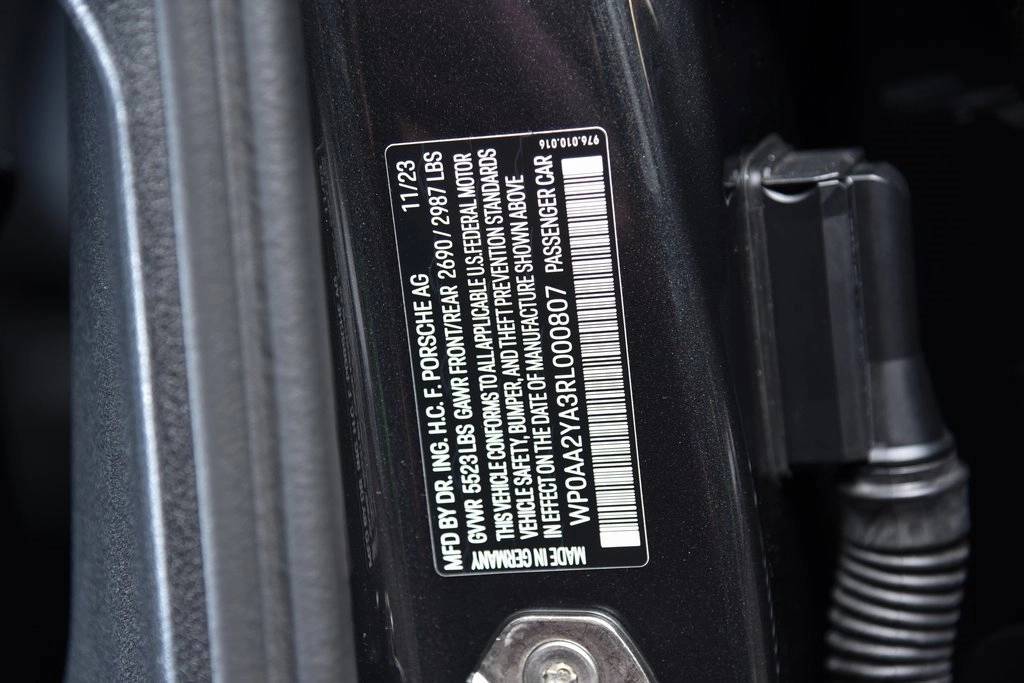 MFD BY DR. ING. H.C. F. PORSCHE AG 11/23
GVWR 5523 LBS GAWR FRONT/REAR 2690 / 2987 LBS
THIS VEHICLE CONFORMS TO ALL APPLICABLE U.S. FEDERAL MOTOR
VEHICLE SAFETY, BUMPER, AND THEFT PREVENTION STANDARDS
IN EFFECT ON THE DATE OF MANUFACTURE SHOWN ABOVE
WP0AA2YA3RL000807 PASSENGER CAR
MADE IN GERMANY
976.010.016